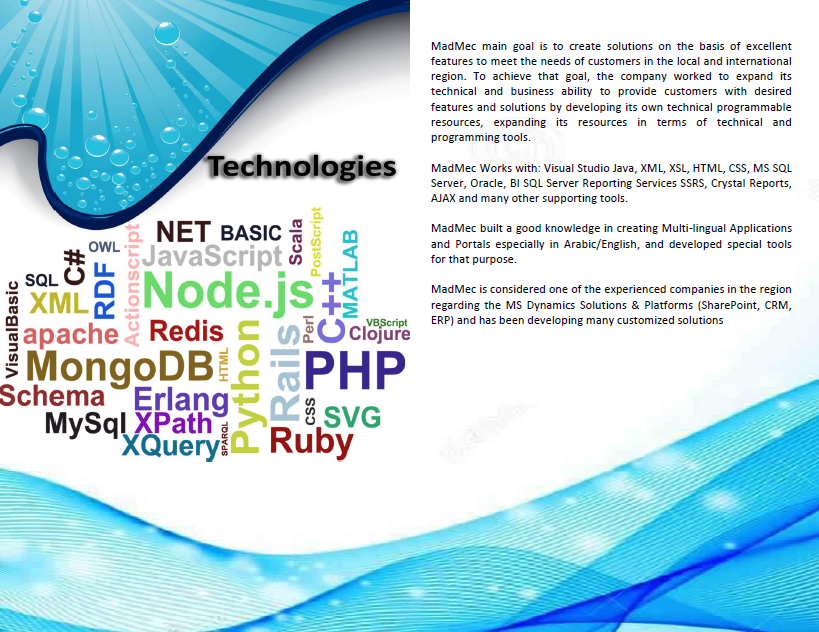 Technologies
NET
BASIC
Scala
PostScript
OWL
C#
Actionscript
JavaScript
MATLAB
SQL
RDF
Node.js
C++
XML
VisualBasic
apache
Redis
Perl
VBScript
Clojure
MongoDB
HTML
Python
Rails
PHP
Schema
Erlang
CSS
SVG
MySql
XPath
SPARQL
XQuery
Ruby
MadMec main goal is to create solutions on the basis of excellent
features to meet the needs of customers in the local and international
region. To achieve that goal, the company worked to expand its
technical and business ability to provide customers with desired
features and solutions by developing its own technical programmable
resources, expanding its resources in terms of technical and
programming tools.
MadMec Works with: Visual Studio Java, XML, XSL, HTML, CSS, MS SQL
Server, Oracle, BI SQL Server Reporting Services SSRS, Crystal Reports,
AJAX and many other supporting tools.
MadMec built a good knowledge in creating Multi-lingual Applications
and Portals especially in Arabic/English, and developed special tools
for that purpose.
MadMec is considered one of the experienced companies in the region
regarding the MS Dynamics Solutions & Platforms (SharePoint, CRM,
ERP) and has been developing many customized solutions